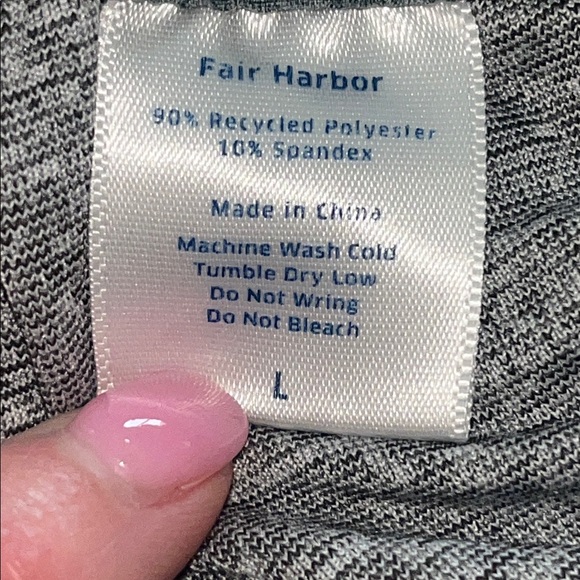 Fair Harbor
90% Recycled Polyester
10% Spandex
Made in China
Machine Wash Cold
Tumble Dry Low
Do Not Wring
Do Not Bleach
L